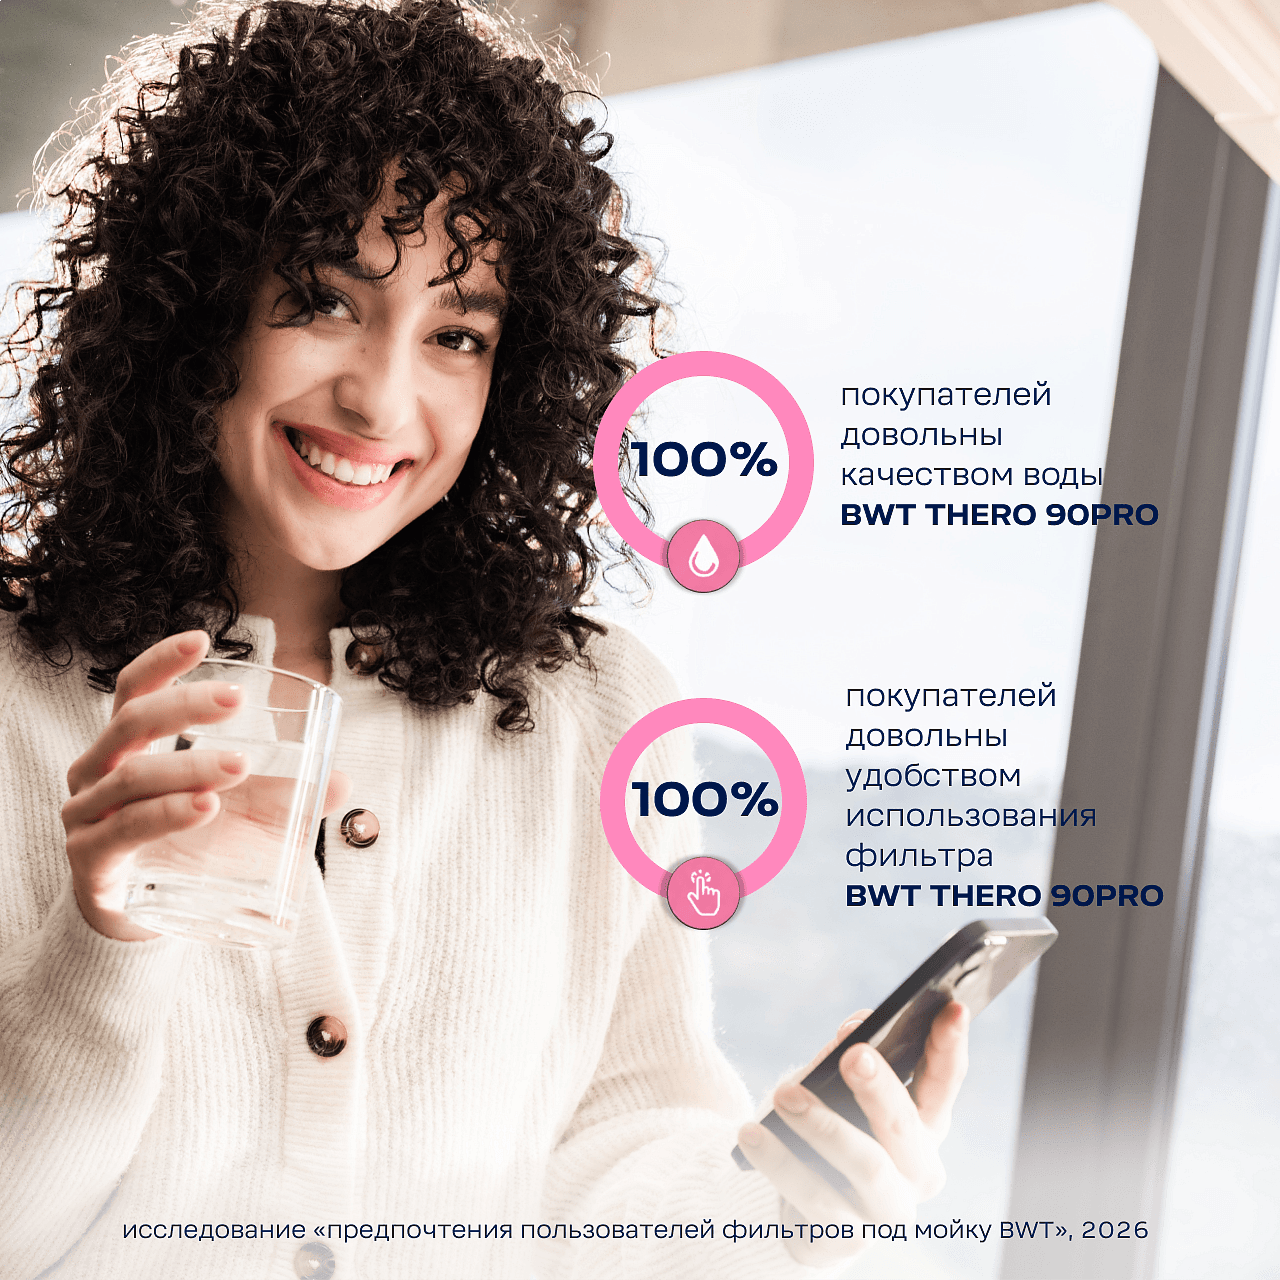 100%
покупателей
довольны
качеством воды
BWT THERO 90PRO
100%
покупателей
довольны
удобством
использования
фильтра
BWT THERO 90PRO
исследование «предпочтения пользователей фильтров под мойку BWT», 2026